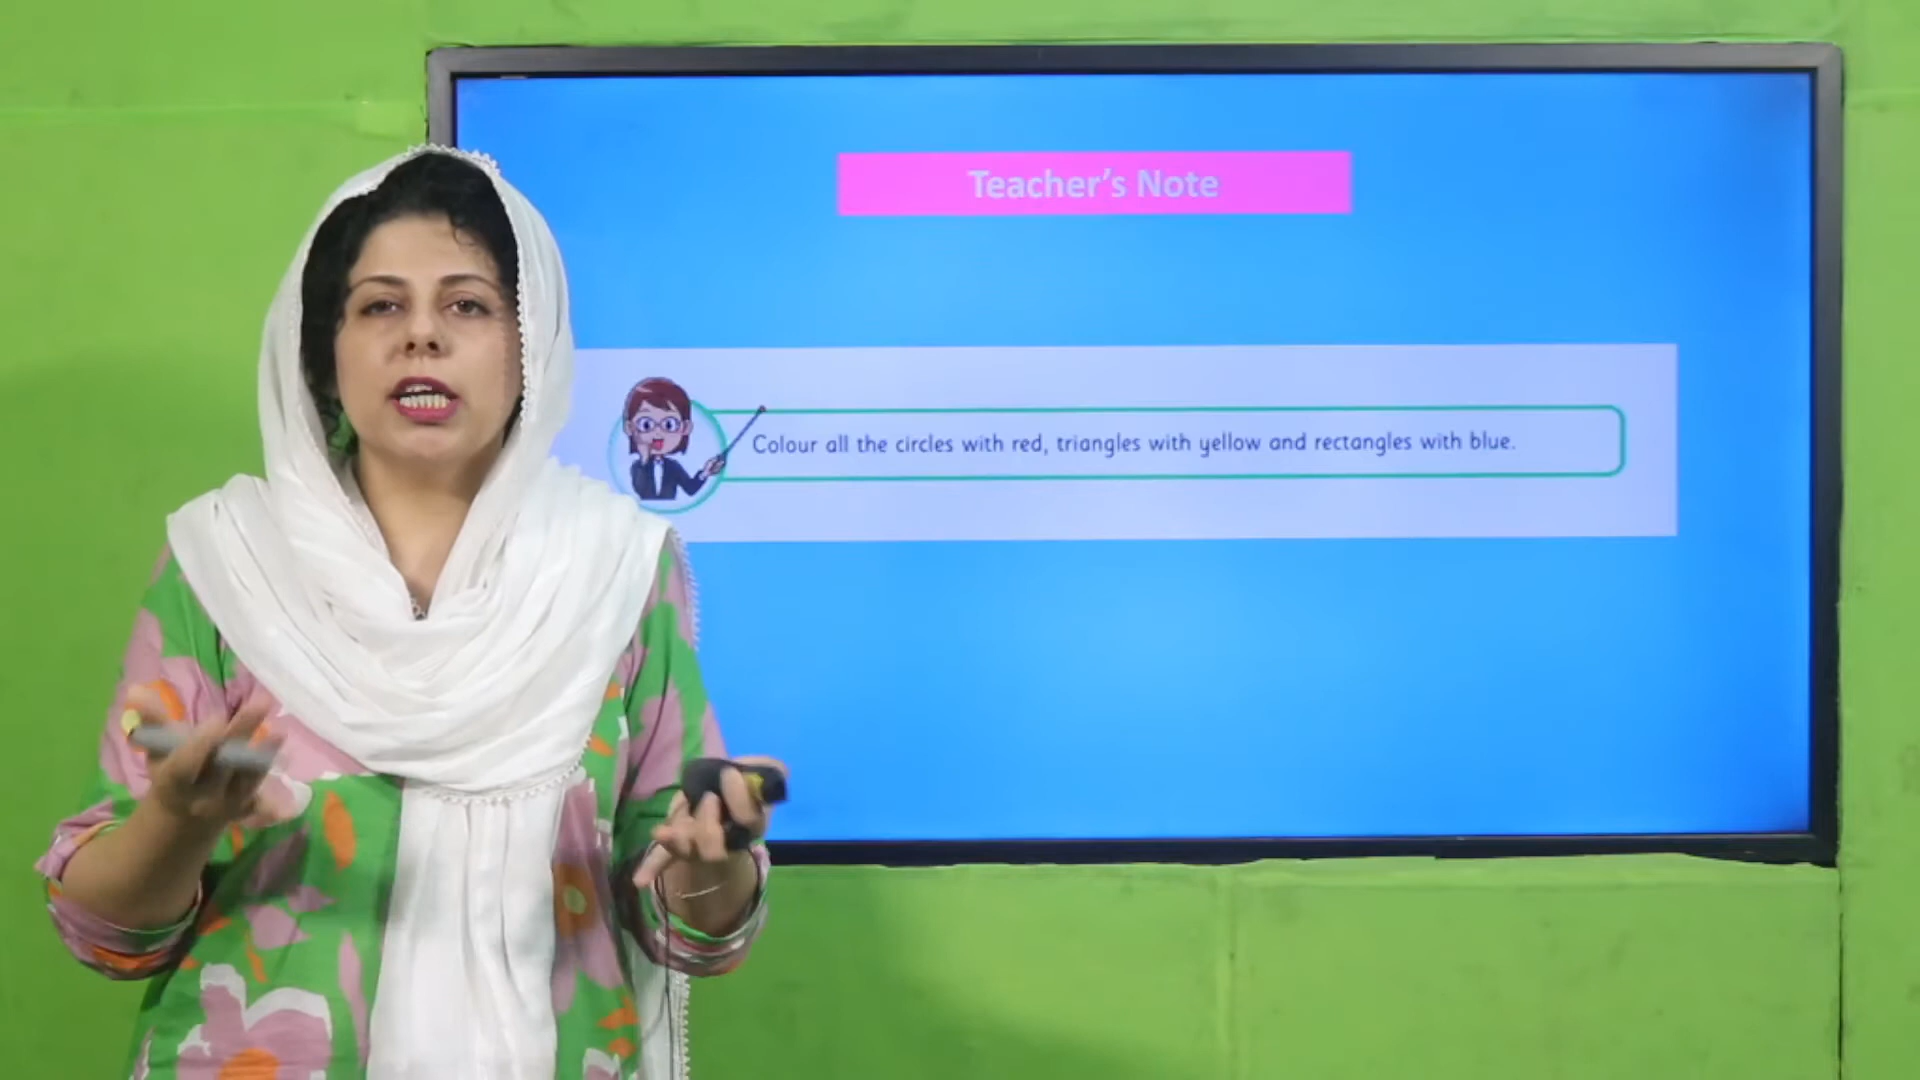 Teacher's Note
Colour all the circles with red, triangles with yellow and rectangles with blue.